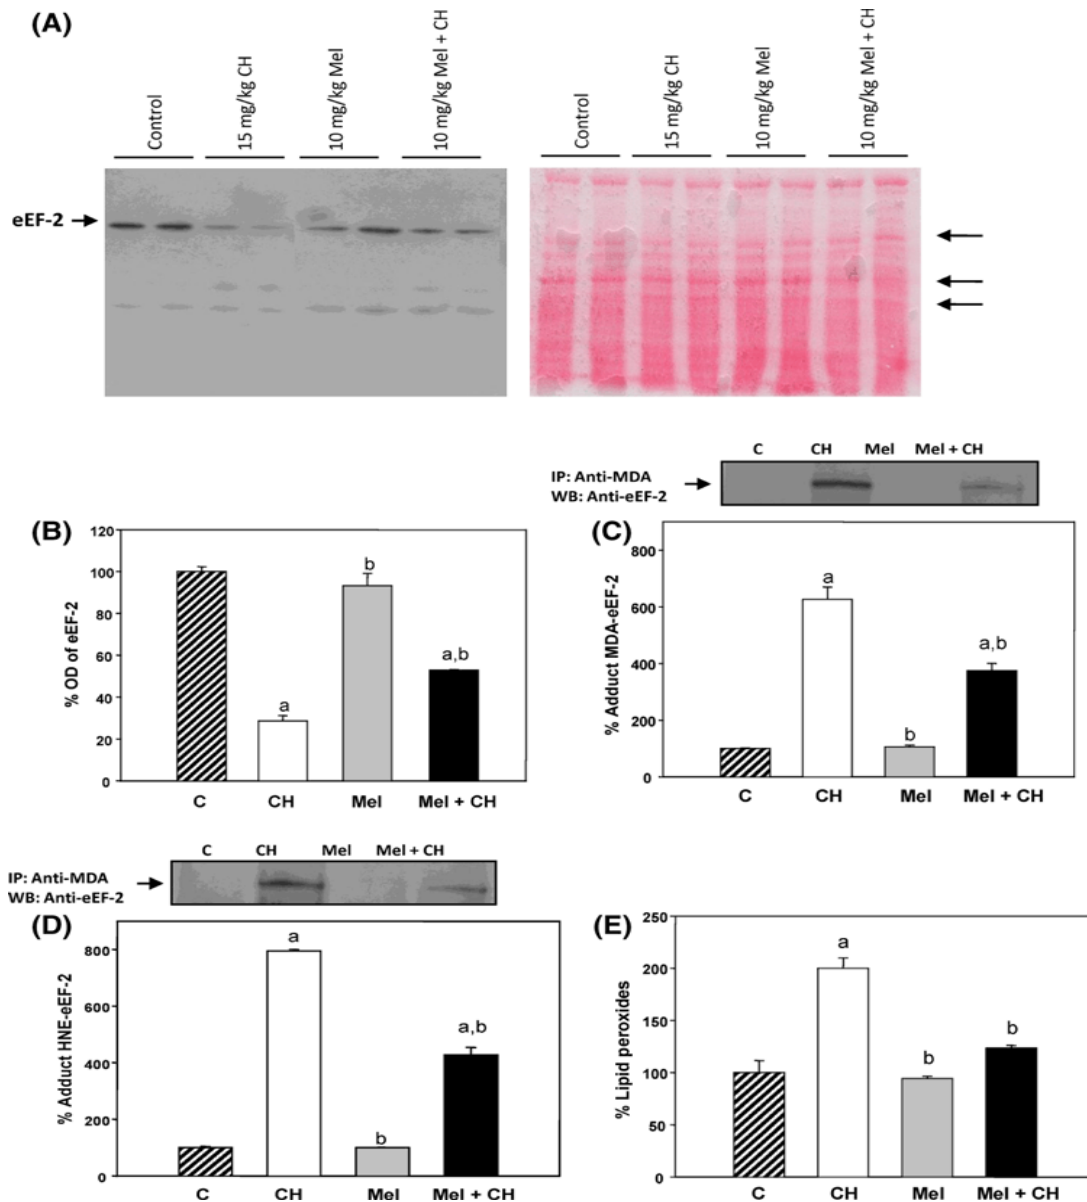 (A)
Control
15 mg/kg CH
10 mg/kg Mel
10 mg/kg Mel + CH
Control
15 mg/kg CH
10 mg/kg Mel
10 mg/kg Mel + CH
eEF-2
C CH Mel Mel + CH
IP: Anti-MDA
WB: Anti-eEF-2
(B)
120
100
80
60
40
20
0
% OD of eEF-2
a
b
a,b
C CH Mel Mel + CH
(C)
800
600
400
200
0
% Adduct MDA-eEF-2
a
b
a,b
C CH Mel Mel + CH
C CH Mel Mel + CH
IP: Anti-MDA
WB: Anti-eEF-2
(D)
800
600
400
200
0
% Adduct HNE-eEF-2
a
b
a,b
C CH Mel Mel + CH
(E)
250
200
150
100
50
0
% Lipid peroxides
a
b
b
C CH Mel Mel + CH